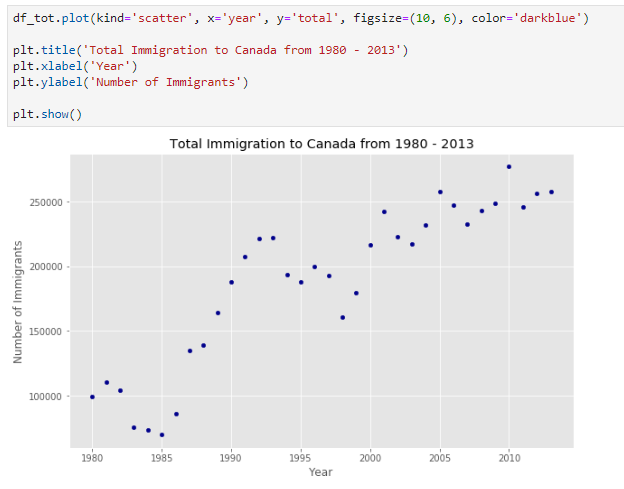 df_tot.plot(kind='scatter', x='year', y='total', figsize=(10, 6), color='darkblue')
plt.title('Total Immigration to Canada from 1980 - 2013')
plt.xlabel('Year')
plt.ylabel('Number of Immigrants')
plt.show()
Total Immigration to Canada from 1980 - 2013
Number of Immigrants
250000
200000
150000
100000
1980 1985 1990 1995 2000 2005 2010
Year